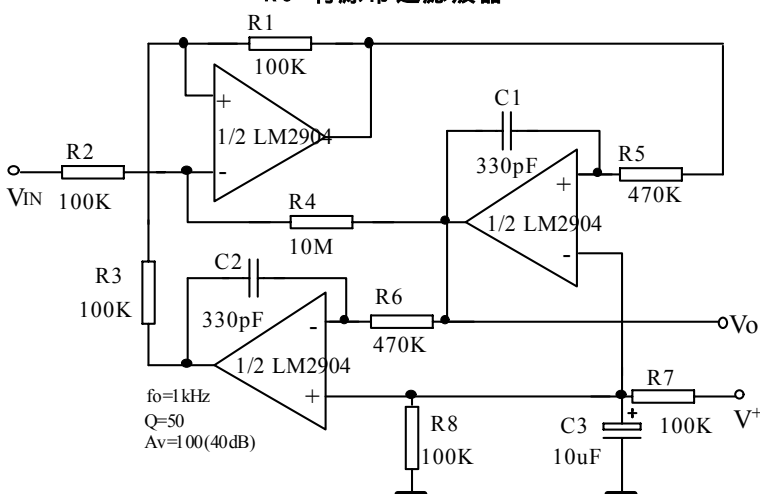 R1
100K
+
1/2 LM2904
-
R2
VIN
100K
C1
330pF
R5
470K
+
1/2 LM2904
-
R4
10M
R3
100K
C2
330pF
R6
470K
-
1/2 LM2904
+
Vo
fo=1kHz
Q=50
Av=100(40dB)
R8
100K
R7
100K
V+
+
C3
10uF